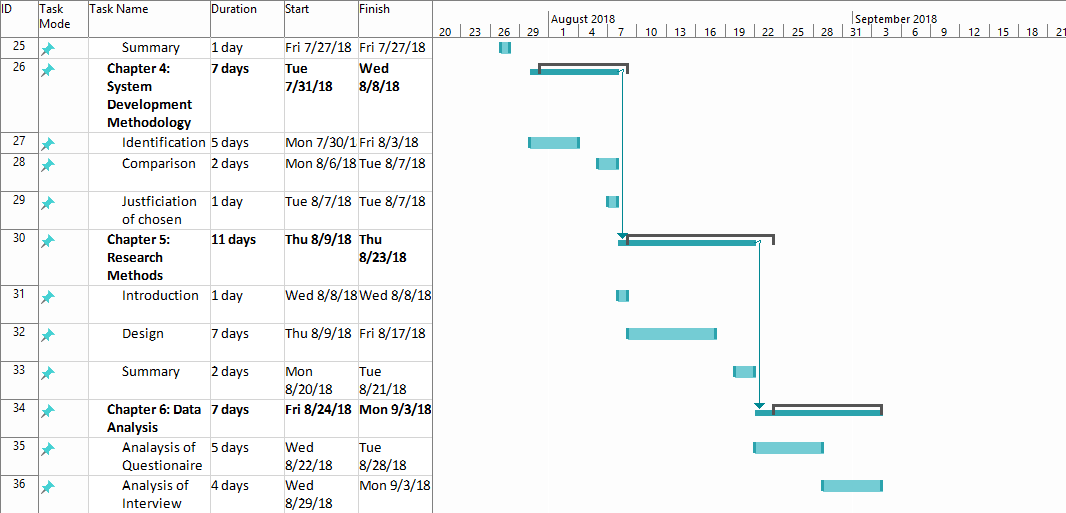 ID Task Mode Task Name Duration Start Finish
August 2018 September 2018
20 23 26 29 1 4 7 10 13 16 19 22 25 28 31 3 6 9 12 15 18 21
25 Summary 1 day Fri 7/27/18 Fri 7/27/18
26 Chapter 4: 7 days Tue Wed
System 7/31/18 8/8/18
Development
Methodology
27 Identification 5 days Mon 7/30/1 Fri 8/3/18
28 Comparison 2 days Mon 8/6/18 Tue 8/7/18
29 Justficiation 1 day Tue 8/7/18 Tue 8/7/18
of chosen
30 Chapter 5: 11 days Thu 8/9/18 Thu
Research 8/23/18
Methods
31 Introduction 1 day Wed 8/8/18 Wed 8/8/18
32 Design 7 days Thu 8/9/18 Fri 8/17/18
33 Summary 2 days Mon Tue
8/20/18 8/21/18
34 Chapter 6: Data 7 days Fri 8/24/18 Mon 9/3/18
Analysis
35 Analaysis of 5 days Wed Tue
Questionaire 8/22/18 8/28/18
36 Analysis of 4 days Wed Mon 9/3/18
Interview 8/29/18